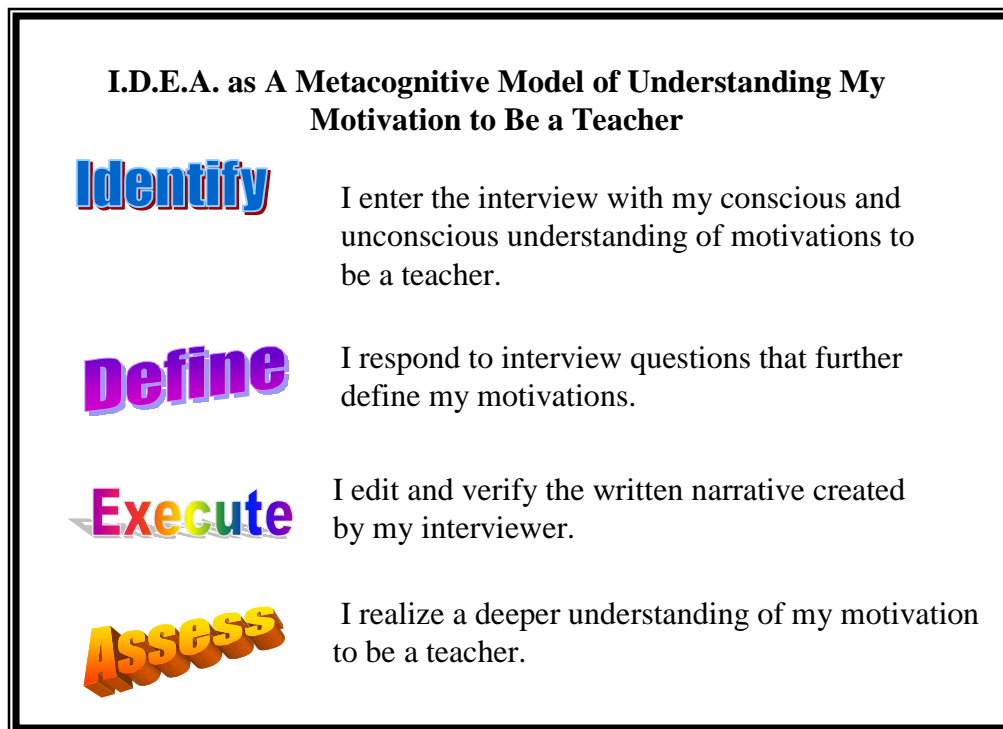 I.D.E.A. as A Metacognitive Model of Understanding My
Motivation to Be a Teacher
Identify
I enter the interview with my conscious and
unconscious understanding of motivations to
be a teacher.
Define
I respond to interview questions that further
define my motivations.
Execute
I edit and verify the written narrative created
by my interviewer.
Assess
I realize a deeper understanding of my motivation
to be a teacher.